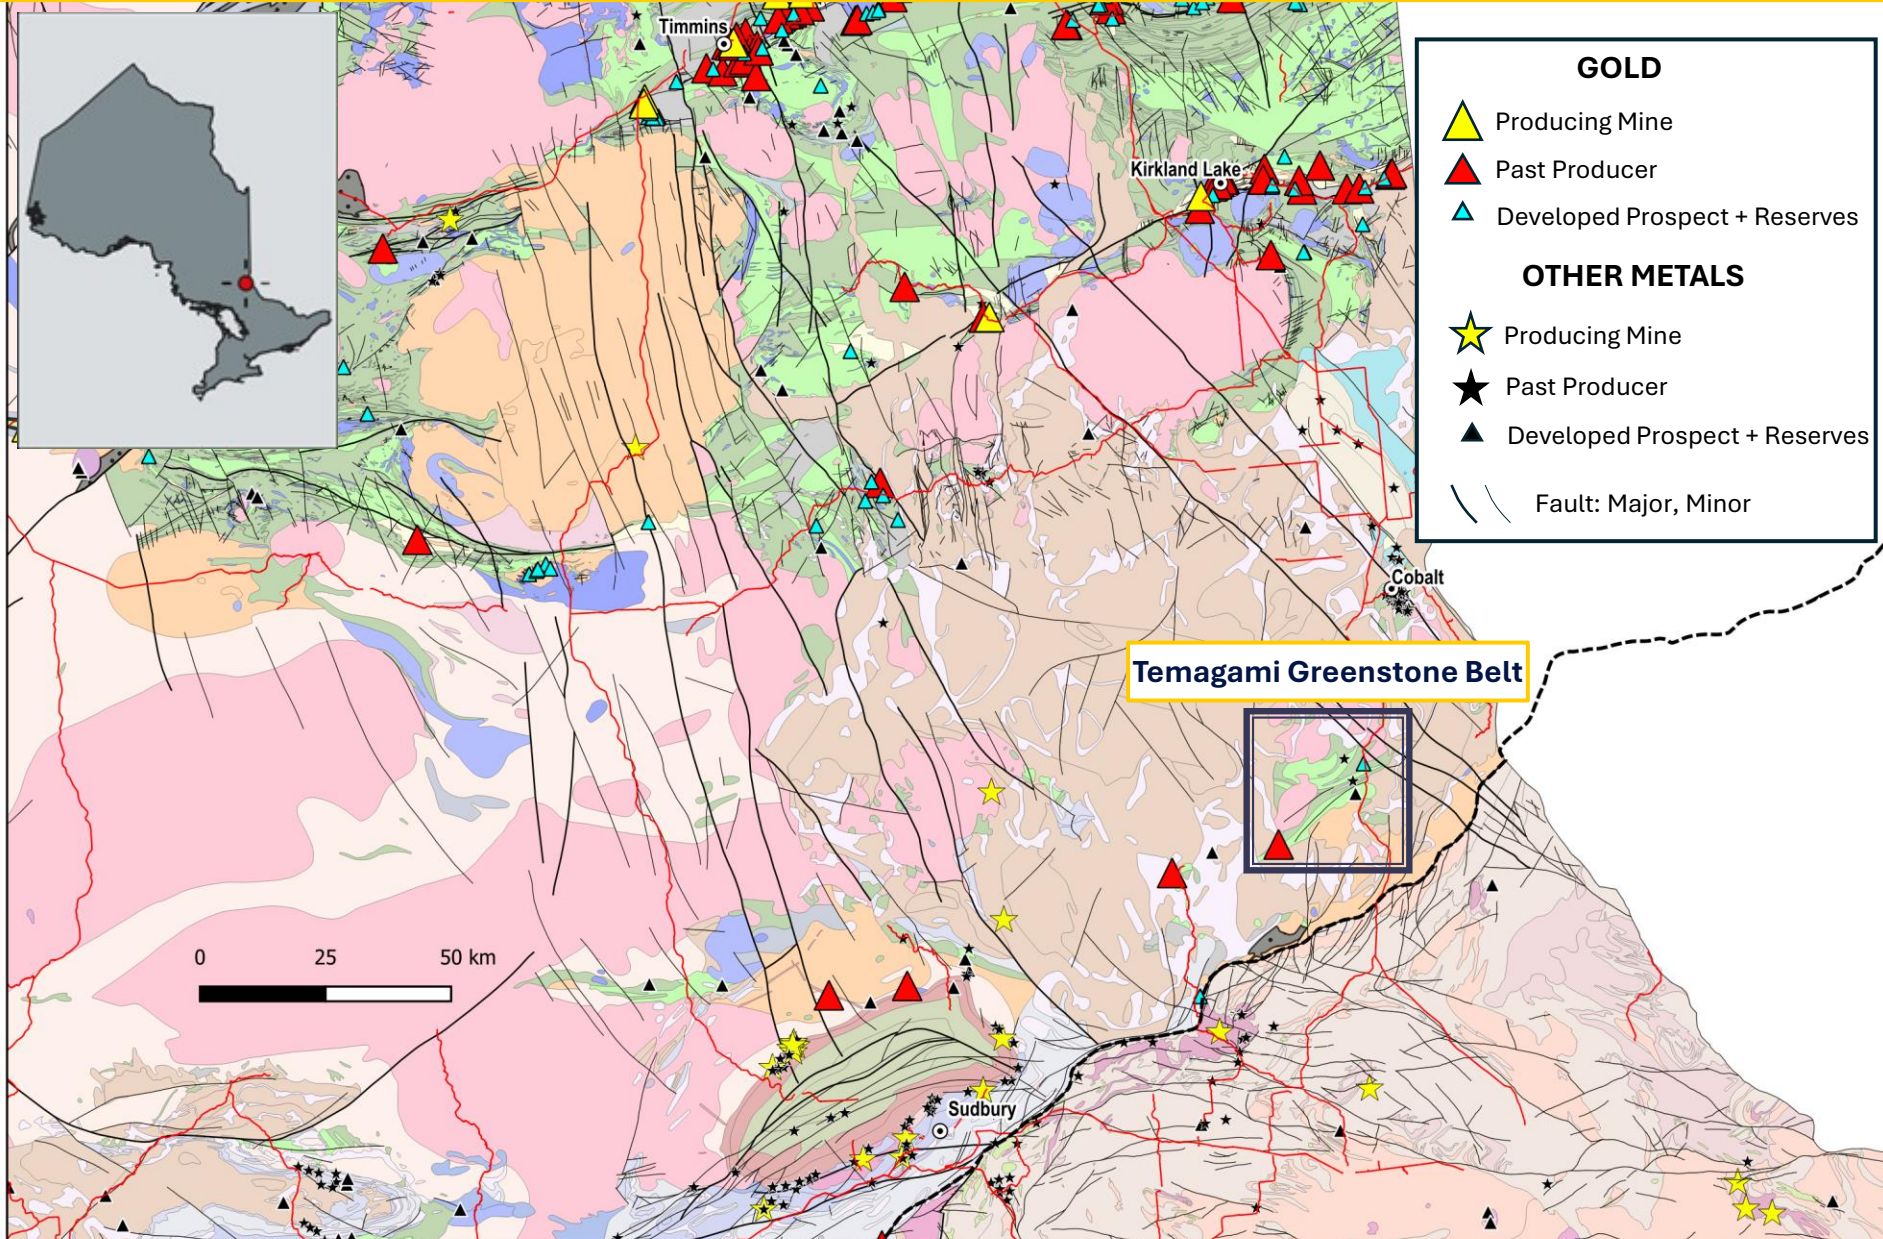 Timmins
Kirkland Lake
Cobalt
Temagami Greenstone Belt
Sudbury
0 25 50 km
GOLD
Producing Mine
Past Producer
Developed Prospect + Reserves
OTHER METALS
Producing Mine
Past Producer
Developed Prospect + Reserves
Fault: Major, Minor